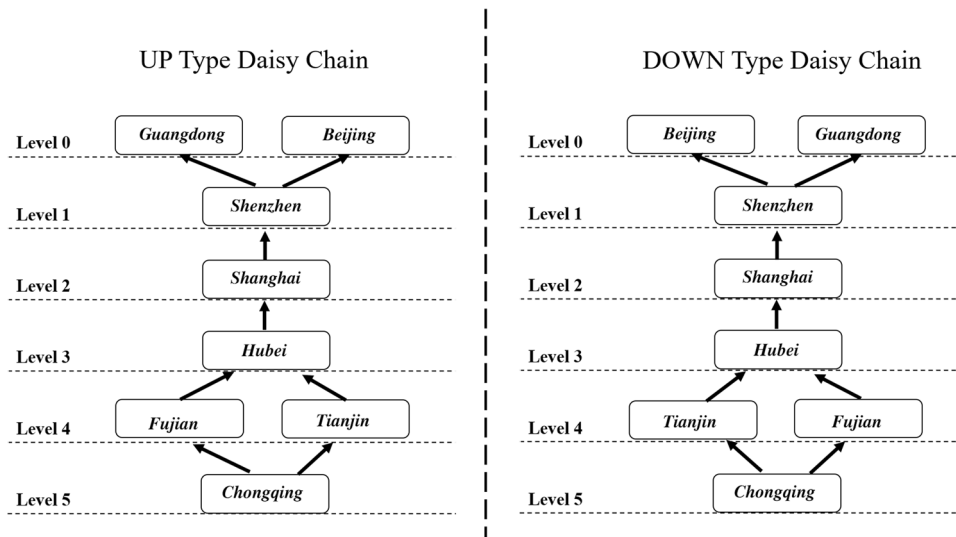 UP Type Daisy Chain
Level 0
Guangdong
Beijing
Level 1
Shenzhen
Level 2
Shanghai
Level 3
Hubei
Level 4
Fujian
Tianjin
Level 5
Chongqing
DOWN Type Daisy Chain
Level 0
Beijing
Guangdong
Level 1
Shenzhen
Level 2
Shanghai
Level 3
Hubei
Level 4
Tianjin
Fujian
Level 5
Chongqing